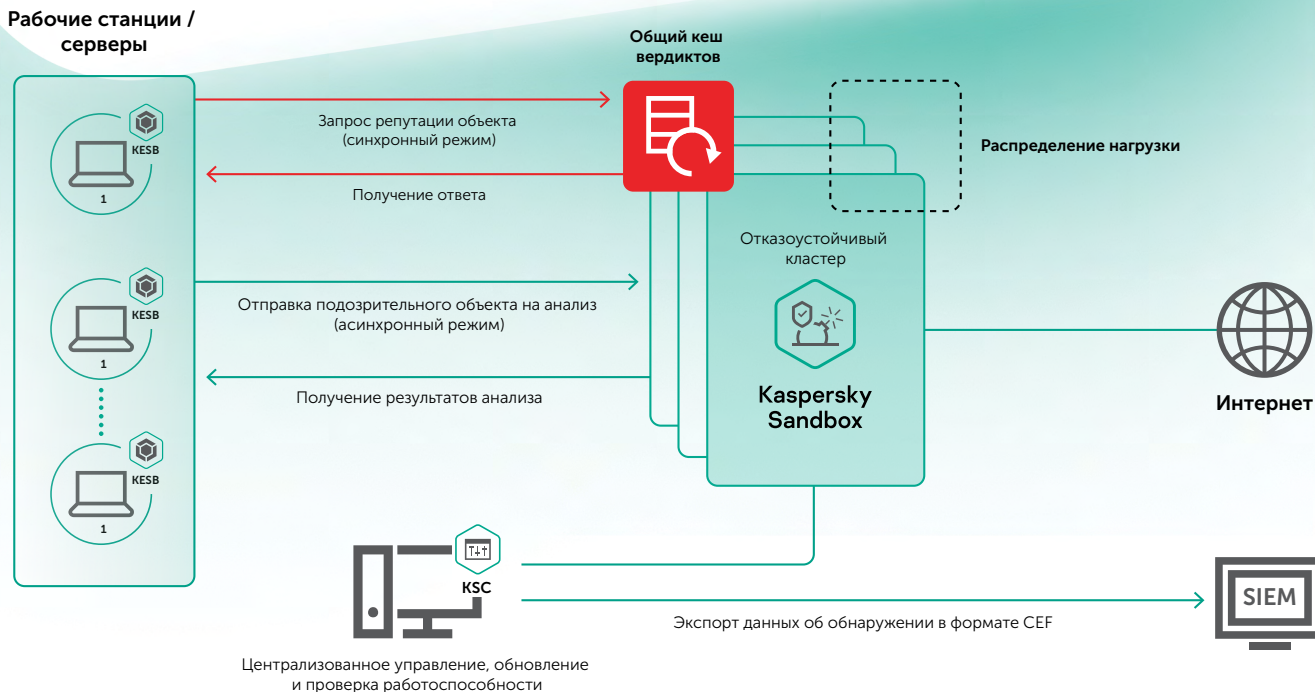 Рабочие станции /
серверы
Общий кеш
вердиктов
KESB
1
Запрос репутации объекта
(синхронный режим)
Получение ответа
Распределение нагрузки
KESB
1
Отправка подозрительного объекта на анализ
(асинхронный режим)
Получение результатов анализа
Отказоустойчивый
кластер
Kaspersky
Sandbox
Интернет
KESB
1
KSC
Экспорт данных об обнаружении в формате CEF
SIEM
Централизованное управление, обновление
и проверка работоспособности